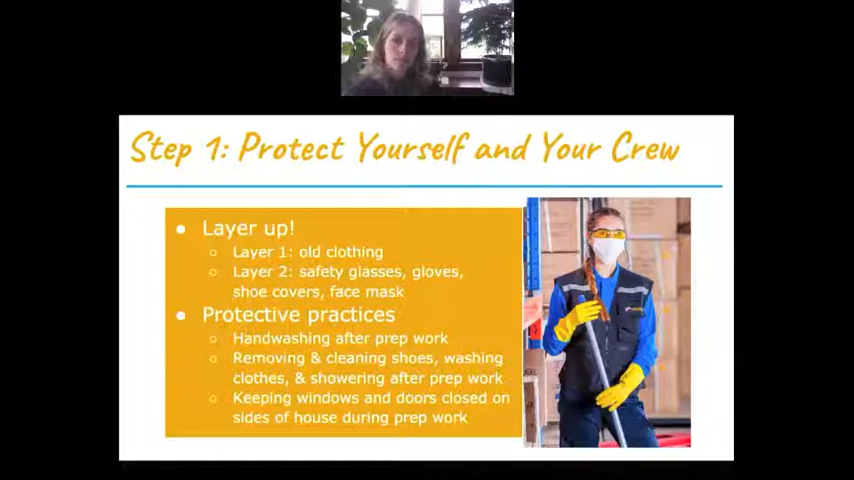 Step 1: Protect Yourself and Your Crew
● Layer up!
○ Layer 1: old clothing
○ Layer 2: safety glasses, gloves,
shoe covers, face mask
● Protective practices
○ Handwashing after prep work
○ Removing & cleaning shoes, washing
clothes, & showering after prep work
○ Keeping windows and doors closed on
sides of house during prep work